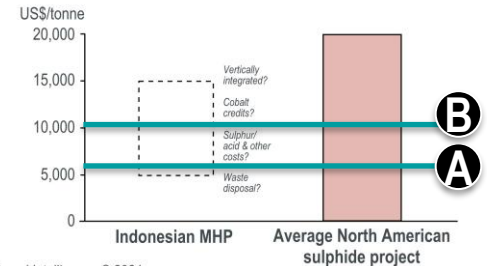 US$/tonne
20,000
15,000
10,000
5,000
0
Vertically
integrated?
Cobalt
credits?
Sulphur/
acid & other
costs?
Waste
disposal?
B
A
Indonesian MHP
Average North American
sulphide project